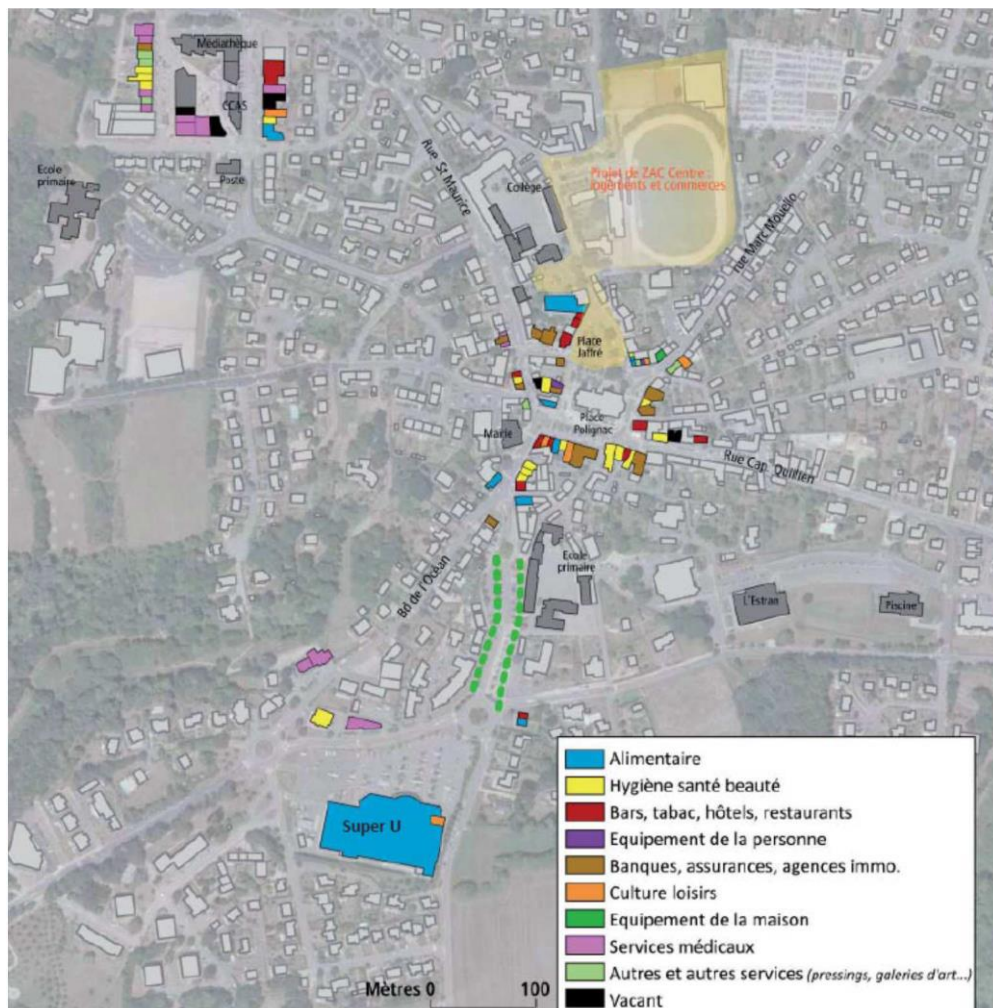 Médiathèque
CCAS
Ecole
primaire
Poste
Rue St Maurice
Collège
Projet de ZAC Centre :
logements et commerces
rue Marc Mouëllo
Place
Jaffré
Place
Polignac
Mairie
Rue Cap. Quillien
Ecole
primaire
Bd de l'Océan
L'Estran
Piscine
Super U
Alimentaire
Hygiène santé beauté
Bars, tabac, hôtels, restaurants
Equipement de la personne
Banques, assurances, agences immo.
Culture loisirs
Equipement de la maison
Services médicaux
Autres et autres services (pressings, galeries d'art...)
Vacant
Mètres 0 100